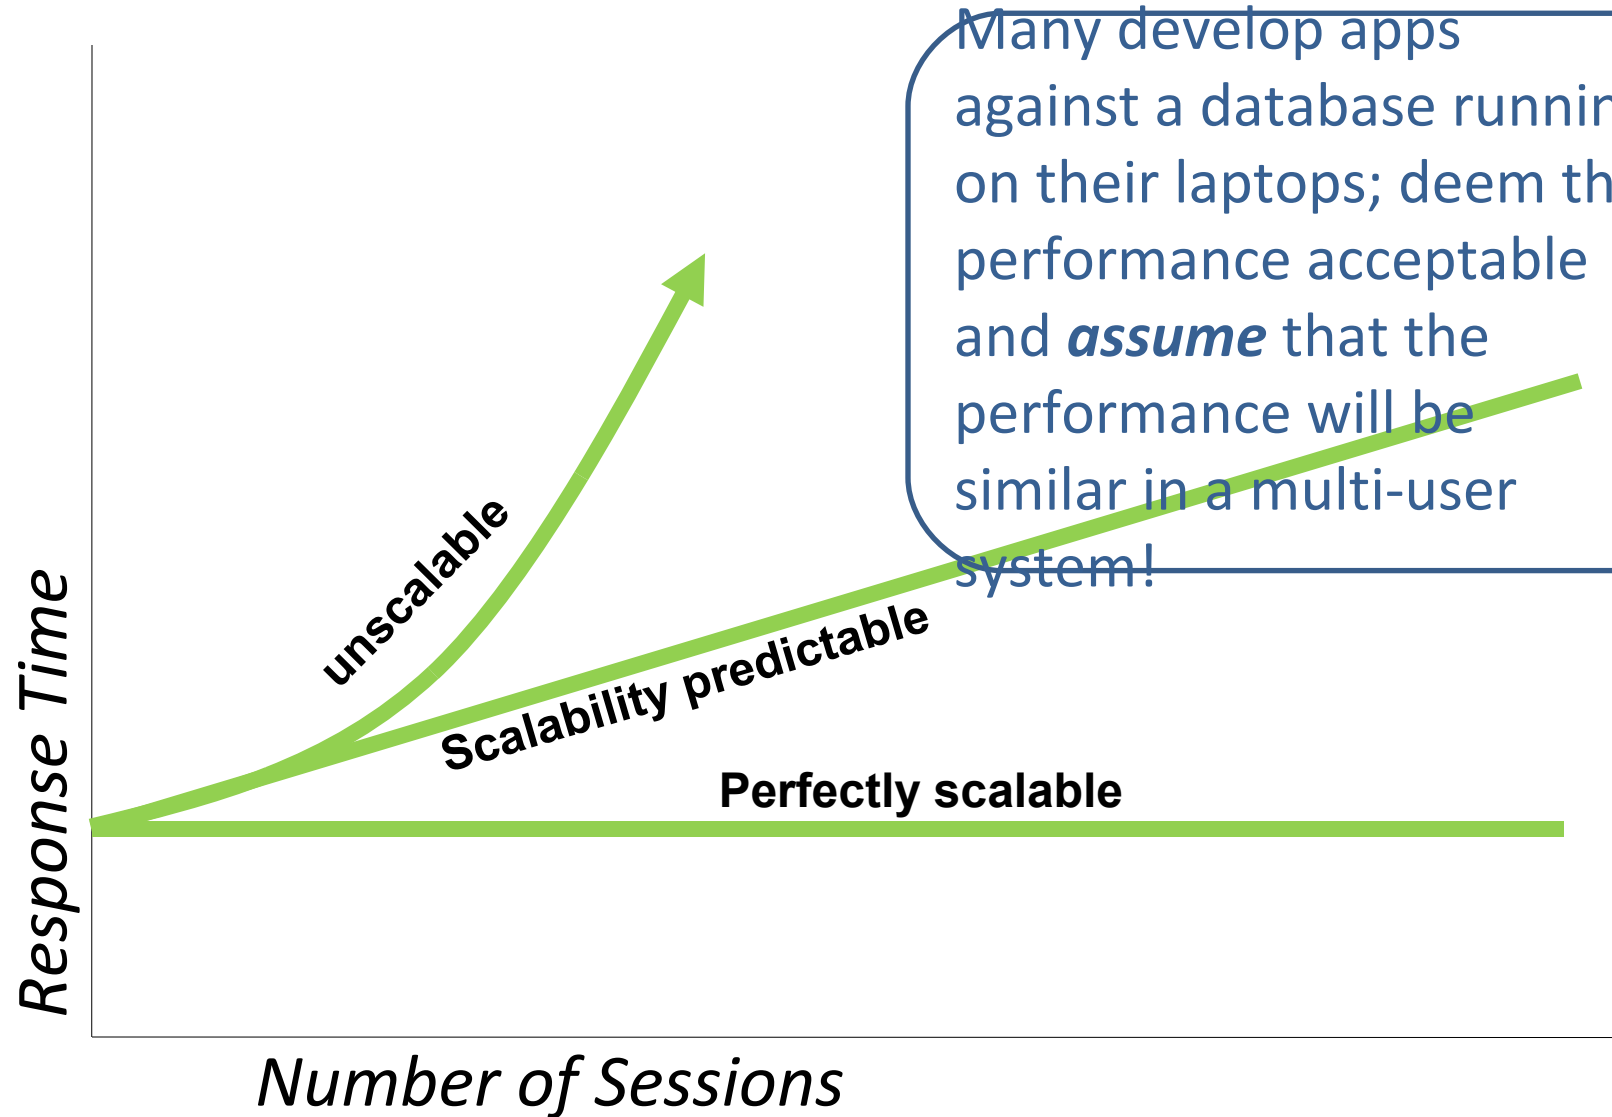 Many develop apps
against a database runnin
on their laptops; deem th
performance acceptable
and assume that the
performance will be
similar in a multi-user
system!
unscalable
Scalability predictable
Perfectly scalable
Response Time
Number of Sessions